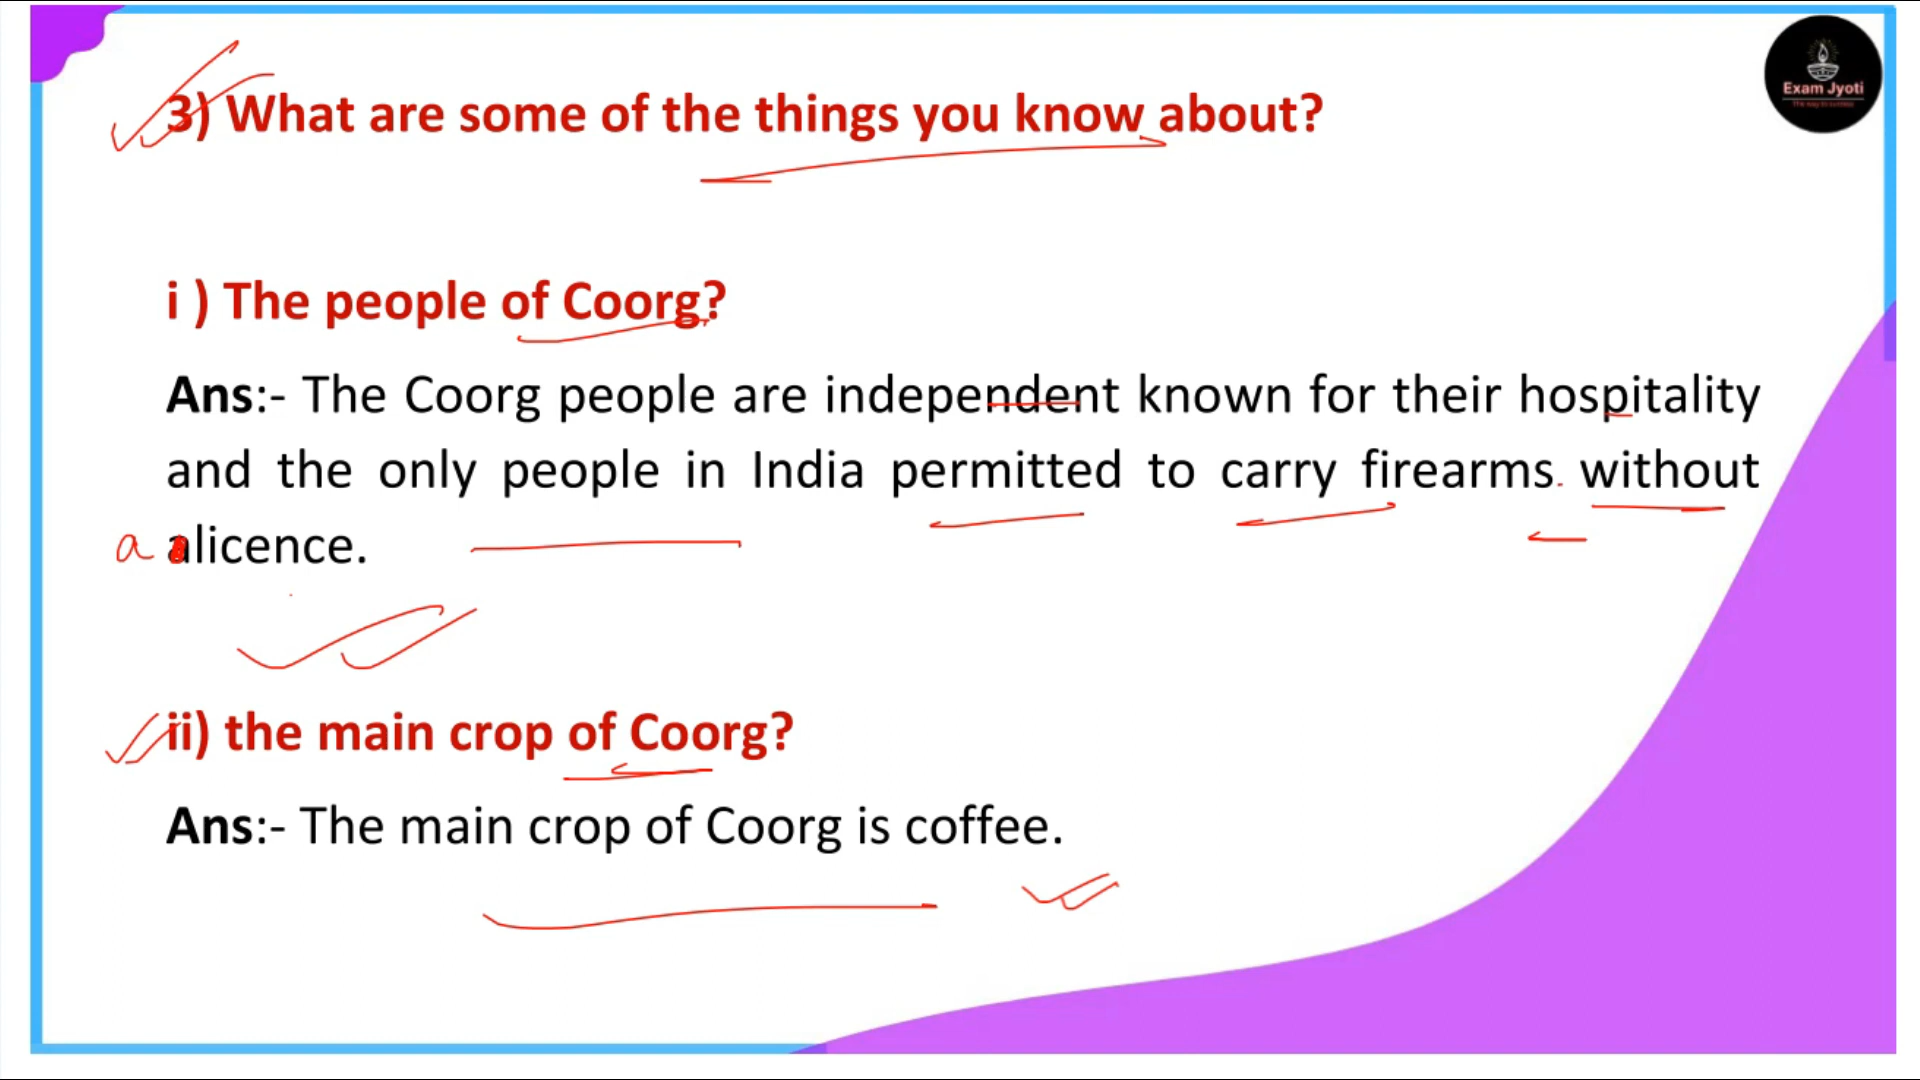 Exam Jyoti
3) What are some of the things you know about?
i ) The people of Coorg?
Ans:- The Coorg people are independent known for their hospitality
and the only people in India permitted to carry firearms without
a alicence.
ii) the main crop of Coorg?
Ans:- The main crop of Coorg is coffee.